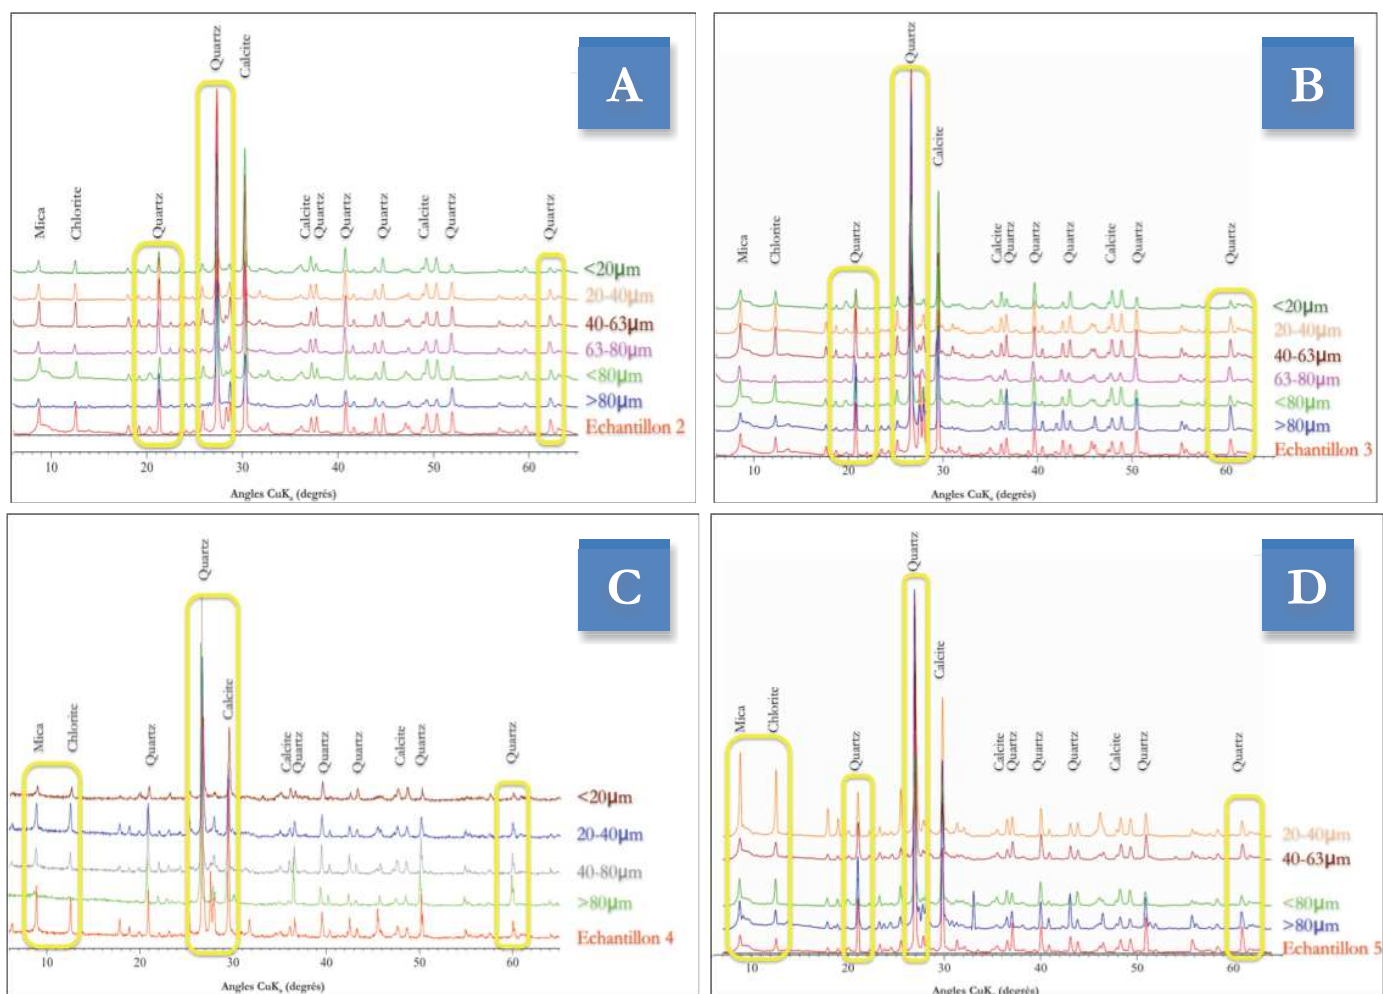 A
Quartz
Calcite
Mica
Chlorite
Quartz
Calcite
Quartz
Quartz
Quartz
Calcite
Quartz
Quartz
<20µm
20-40µm
40-63µm
63-80µm
<80µm
>80µm
Echantillon 2
10 20 30 40 50 60
Angles CuKα (degrés)
B
Quartz
Calcite
Mica
Chlorite
Quartz
Calcite
Quartz
Quartz
Quartz
Calcite
Quartz
Quartz
<20µm
20-40µm
40-63µm
63-80µm
<80µm
>80µm
Echantillon 3
10 20 30 40 50 60
Angles CuKα (degrés)
C
Quartz
Calcite
Mica
Chlorite
Quartz
Calcite
Quartz
Quartz
Quartz
Calcite
Quartz
Quartz
<20µm
20-40µm
40-80µm
>80µm
Echantillon 4
10 20 30 40 50 60
Angles CuKα (degrés)
D
Quartz
Calcite
Mica
Chlorite
Quartz
Calcite
Quartz
Quartz
Quartz
Calcite
Quartz
Quartz
20-40µm
40-63µm
<80µm
>80µm
Echantillon 5
10 20 30 40 50 60
Angles CuKα (degrés)